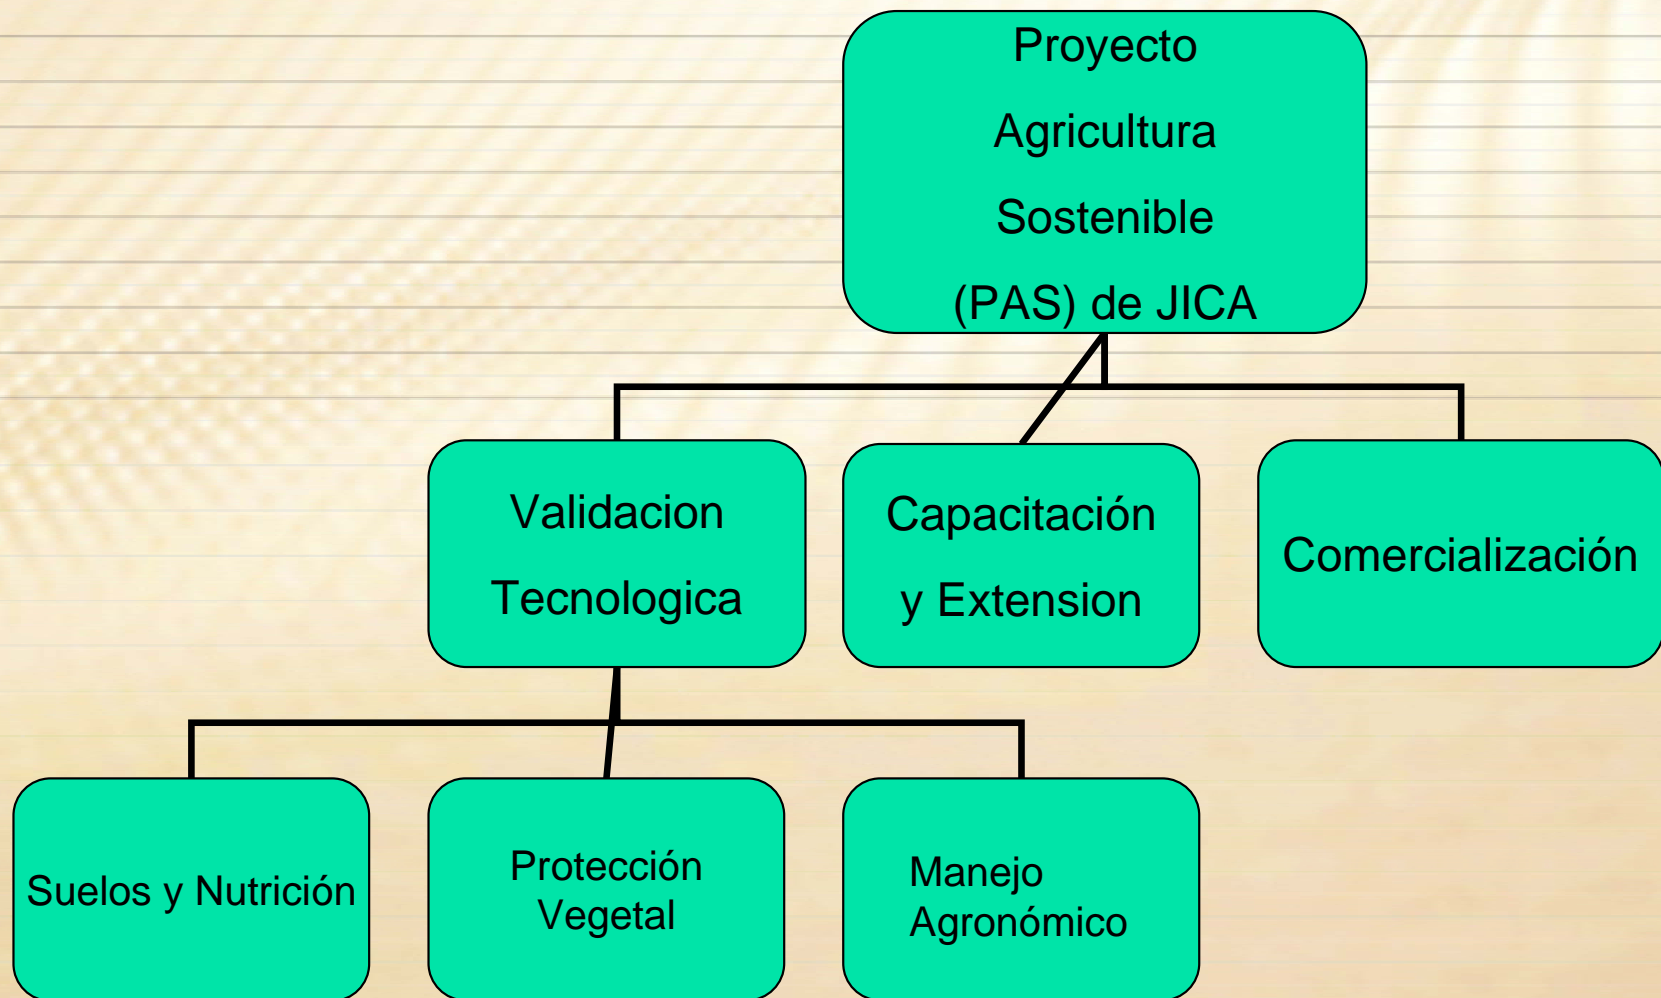 Proyecto
Agricultura
Sostenible
(PAS) de JICA
Validacion
Tecnologica
Capacitación
y Extension
Comercialización
Suelos y Nutrición
Protección
Vegetal
Manejo
Agronómico